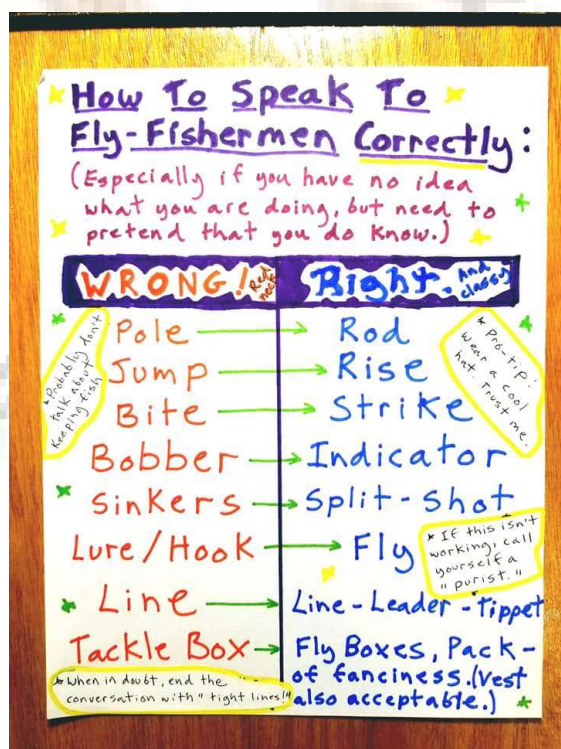 How To Speak To
Fly-Fishermen Correctly:
(Especially if you have no idea
what you are doing, but need to
pretend that you do know.)
WRONG! Red neck
Right. And classy
*Probably don't
talk about
keeping fish
* Pro-tip:
wear a cool
hat. Trust me.
Pole → Rod
Jump → Rise
Bite → Strike
Bobber → Indicator
Sinkers → Split-Shot
Lure/Hook → Fly
* If this isn't
working, call
yourself a
"purist."
Line → Line-Leader-Tippet
Tackle Box → Fly Boxes, Pack-
of fanciness.(Vest
also acceptable.)
* When in doubt, end the
conversation with "tight lines!"